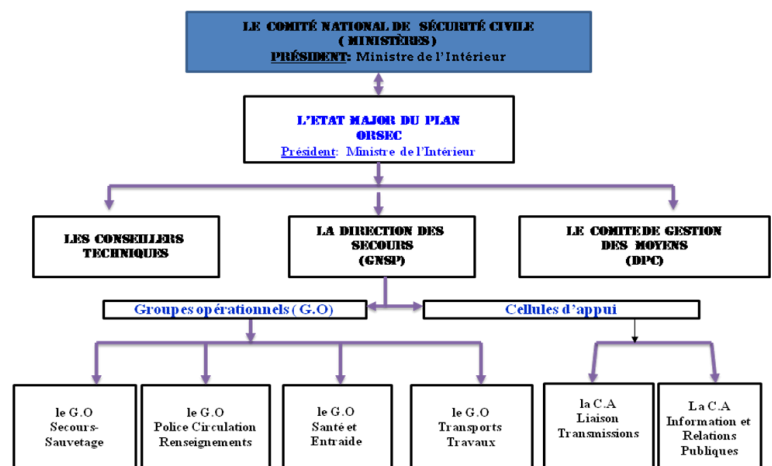 LE COMITÉ NATIONAL DE SÉCURITÉ CIVILE
( MINISTÈRES )
PRÉSIDENT: Ministre de l'Intérieur
L'ETAT MAJOR DU PLAN
ORSEC
Président: Ministre de l'Intérieur
LES CONSEILLERS
TECHNIQUES
LA DIRECTION DES
SECOURS
(GNSP)
LE COMITE DE GESTION
DES MOYENS
(DPC)
Groupes opérationnels ( G.O)
Cellules d'appui
le G.O
Secours-
Sauvetage
le G.O
Police Circulation
Renseignements
le G.O
Santé et
Entraide
le G.O
Transports
Travaux
la C.A
Liaison
Transmissions
La C.A
Information et
Relations
Publiques